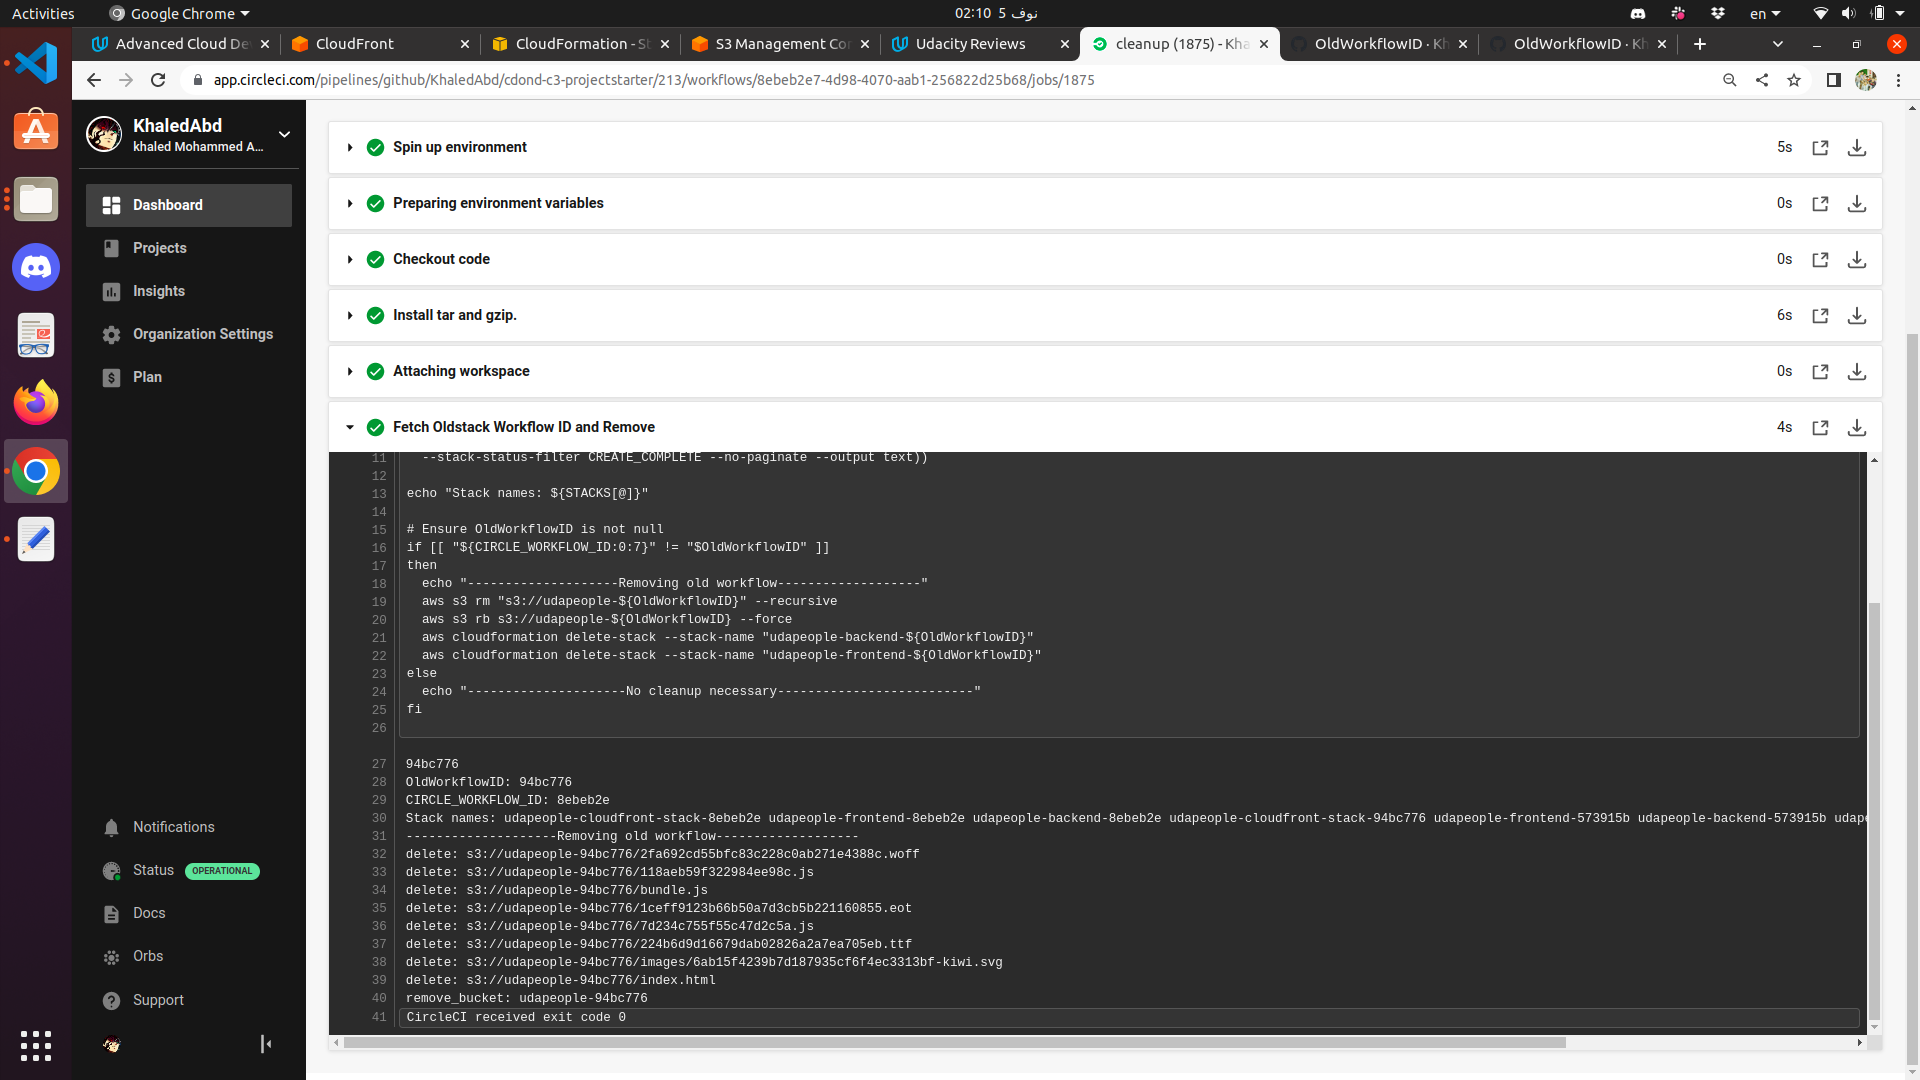 Activities
Google Chrome
02:10 5 نوف
en
Advanced Cloud De
CloudFront
CloudFormation - S
S3 Management Co
Udacity Reviews
cleanup (1875) - Kha
OldWorkflowID · Kh
OldWorkflowID · Kh
app.circleci.com/pipelines/github/KhaledAbd/cdond-c3-projectstarter/213/workflows/8ebeb2e7-4d98-4070-aab1-256822d25b68/jobs/1875
KhaledAbd
khaled Mohammed A...
Dashboard
Projects
Insights
Organization Settings
Plan
Notifications
Status OPERATIONAL
Docs
Orbs
Support
Spin up environment 5s
Preparing environment variables 0s
Checkout code 0s
Install tar and gzip. 6s
Attaching workspace 0s
Fetch Oldstack Workflow ID and Remove 4s
11 --stack-status-filter CREATE_COMPLETE --no-paginate --output text))
12
13 echo "Stack names: ${STACKS[@]}"
14
15 # Ensure OldWorkflowID is not null
16 if [[ "${CIRCLE_WORKFLOW_ID:0:7}" != "$OldWorkflowID" ]]
17 then
18 echo "--------------------Removing old workflow-------------------"
19 aws s3 rm "s3://udapeople-${OldWorkflowID}" --recursive
20 aws s3 rb s3://udapeople-${OldWorkflowID} --force
21 aws cloudformation delete-stack --stack-name "udapeople-backend-${OldWorkflowID}"
22 aws cloudformation delete-stack --stack-name "udapeople-frontend-${OldWorkflowID}"
23 else
24 echo "---------------------No cleanup necessary--------------------------"
25 fi
26
27 94bc776
28 OldWorkflowID: 94bc776
29 CIRCLE_WORKFLOW_ID: 8ebeb2e
30 Stack names: udapeople-cloudfront-stack-8ebeb2e udapeople-frontend-8ebeb2e udapeople-backend-8ebeb2e udapeople-cloudfront-stack-94bc776 udapeople-frontend-573915b udapeople-backend-573915b udape
31 --------------------Removing old workflow-------------------
32 delete: s3://udapeople-94bc776/2fa692cd55bfc83c228c0ab271e4388c.woff
33 delete: s3://udapeople-94bc776/118aeb59f322984ee98c.js
34 delete: s3://udapeople-94bc776/bundle.js
35 delete: s3://udapeople-94bc776/1ceff9123b66b50a7d3cb5b221160855.eot
36 delete: s3://udapeople-94bc776/7d234c755f55c47d2c5a.js
37 delete: s3://udapeople-94bc776/224b6d9d16679dab02826a2a7ea705eb.ttf
38 delete: s3://udapeople-94bc776/images/6ab15f4239b7d187935cf6f4ec3313bf-kiwi.svg
39 delete: s3://udapeople-94bc776/index.html
40 remove_bucket: udapeople-94bc776
41 CircleCI received exit code 0